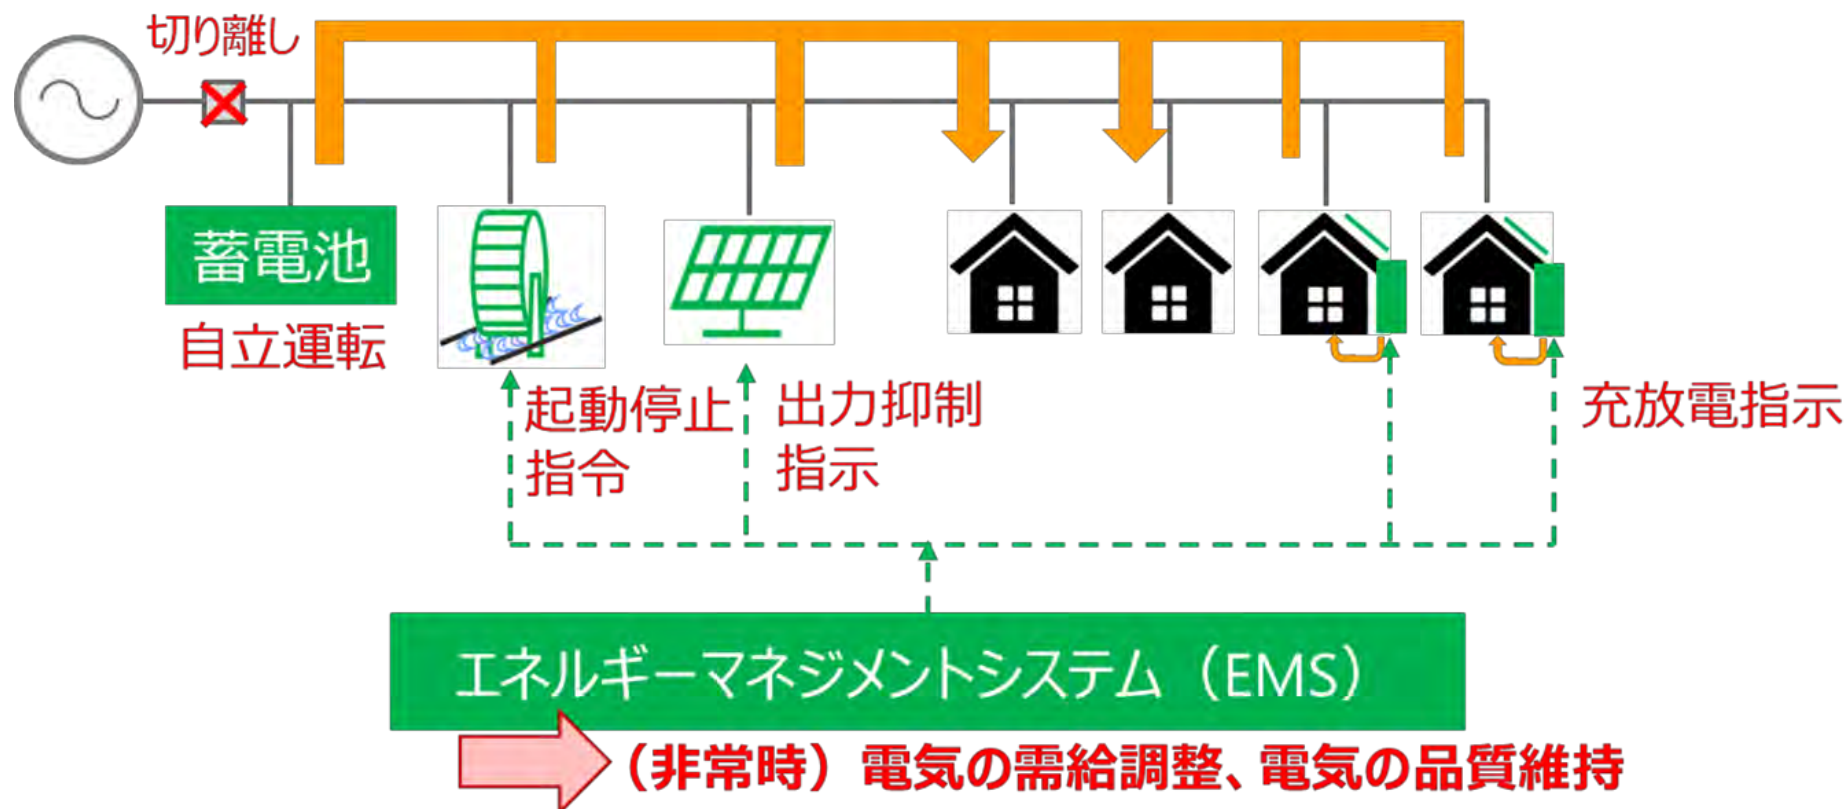 切り離し
蓄電池
自立運転
起動停止
指令
出力抑制
指示
充放電指示
エネルギーマネジメントシステム（EMS）
（非常時）電気の需給調整、電気の品質維持